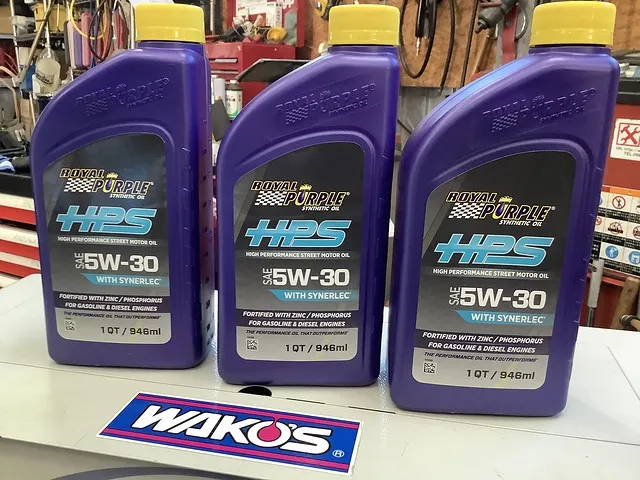 ROYAL PURPLE
ROYAL PURPLE®
SYNTHETIC OIL
HPS
HIGH PERFORMANCE STREET MOTOR OIL
SAE 5W-30
WITH SYNERLEC
FORTIFIED WITH ZINC / PHOSPHORUS
FOR GASOLINE & DIESEL ENGINES
THE PERFORMANCE OIL THAT OUTPERFORMS®
1 QT / 946ml
ROYAL PURPLE
ROYAL PURPLE®
SYNTHETIC OIL
HPS
HIGH PERFORMANCE STREET MOTOR OIL
SAE 5W-30
WITH SYNERLEC
FORTIFIED WITH ZINC / PHOSPHORUS
FOR GASOLINE & DIESEL ENGINES
THE PERFORMANCE OIL THAT OUTPERFORMS®
1 QT / 946ml
ROYAL PURPLE
ROYAL PURPLE®
SYNTHETIC OIL
HPS
HIGH PERFORMANCE STREET MOTOR OIL
SAE 5W-30
WITH SYNERLEC
FORTIFIED WITH ZINC / PHOSPHORUS
FOR GASOLINE & DIESEL ENGINES
THE PERFORMANCE OIL THAT OUTPERFORMS®
1 QT / 946ml
WAKO'S®